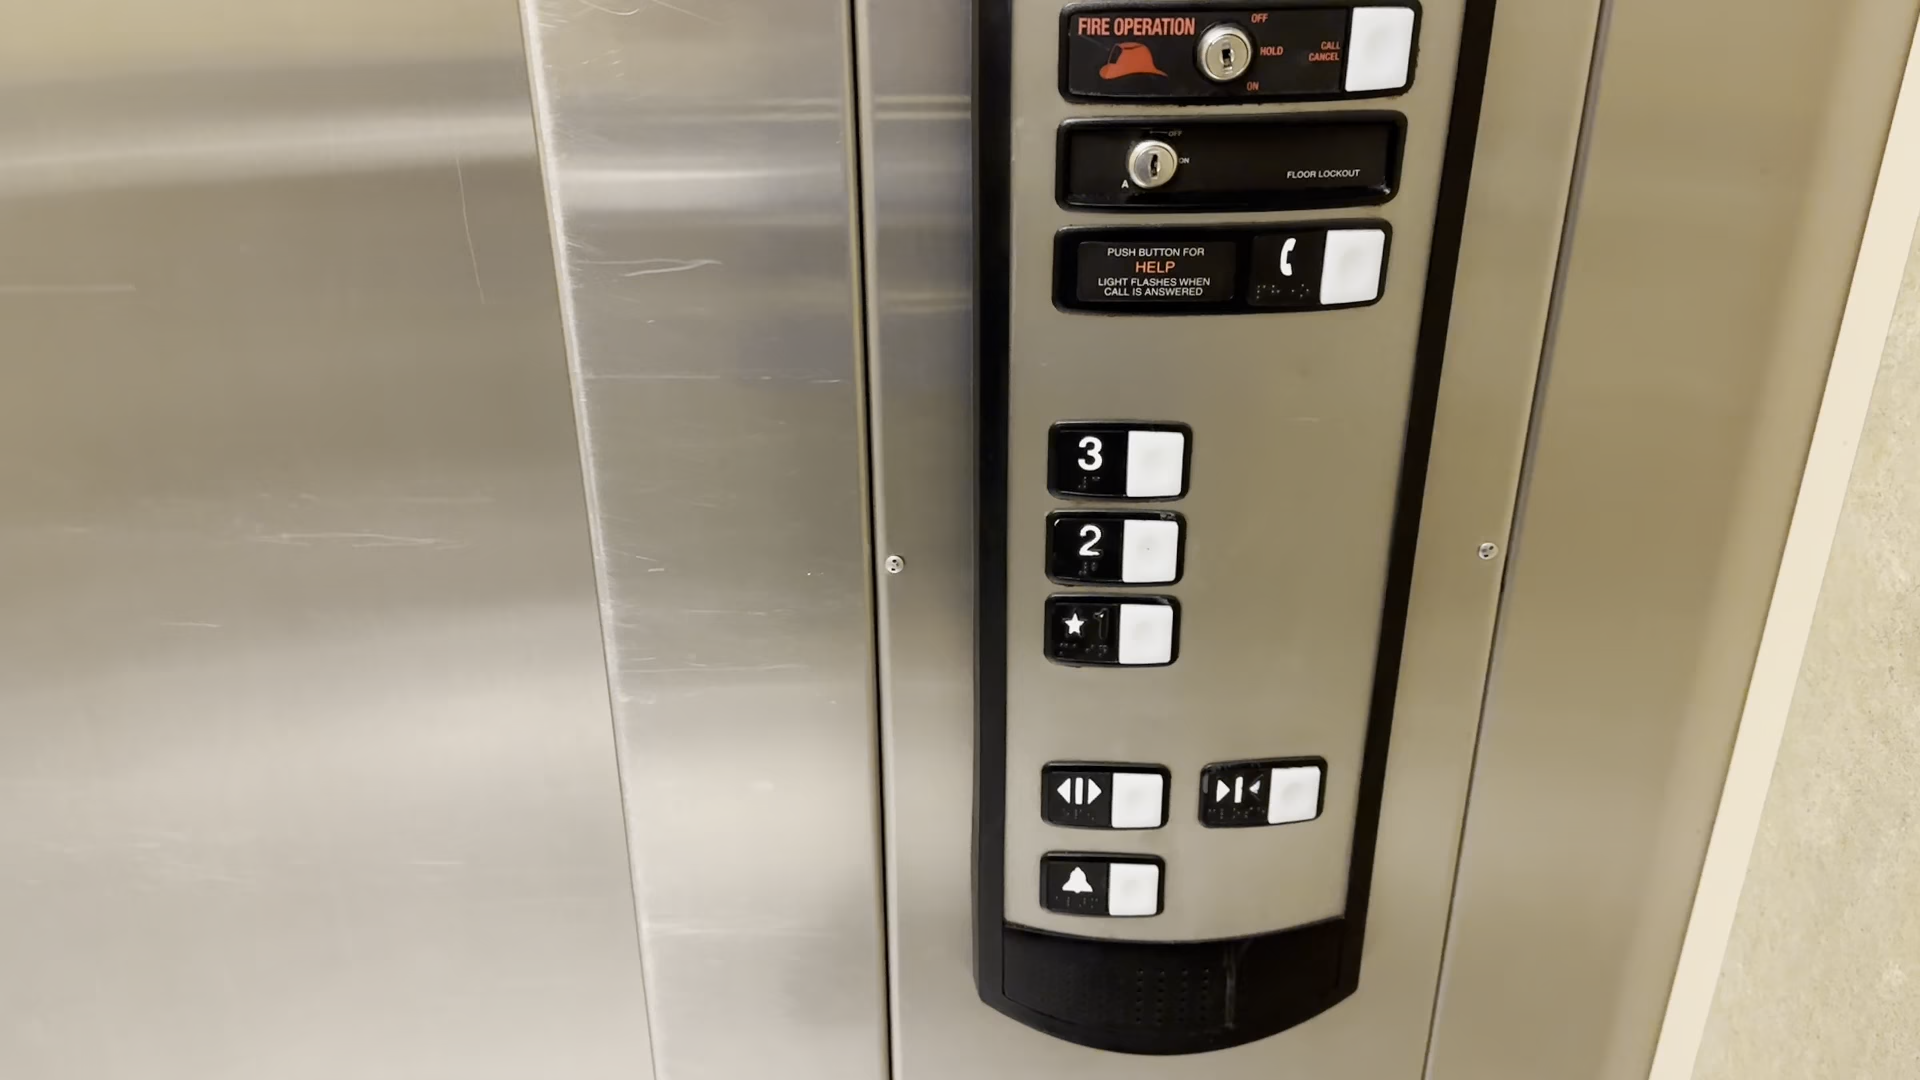 FIRE OPERATION
OFF
HOLD
ON
CALL
CANCEL
OFF
ON
A
FLOOR LOCKOUT
PUSH BUTTON FOR
HELP
LIGHT FLASHES WHEN
CALL IS ANSWERED
3
2
★ 1